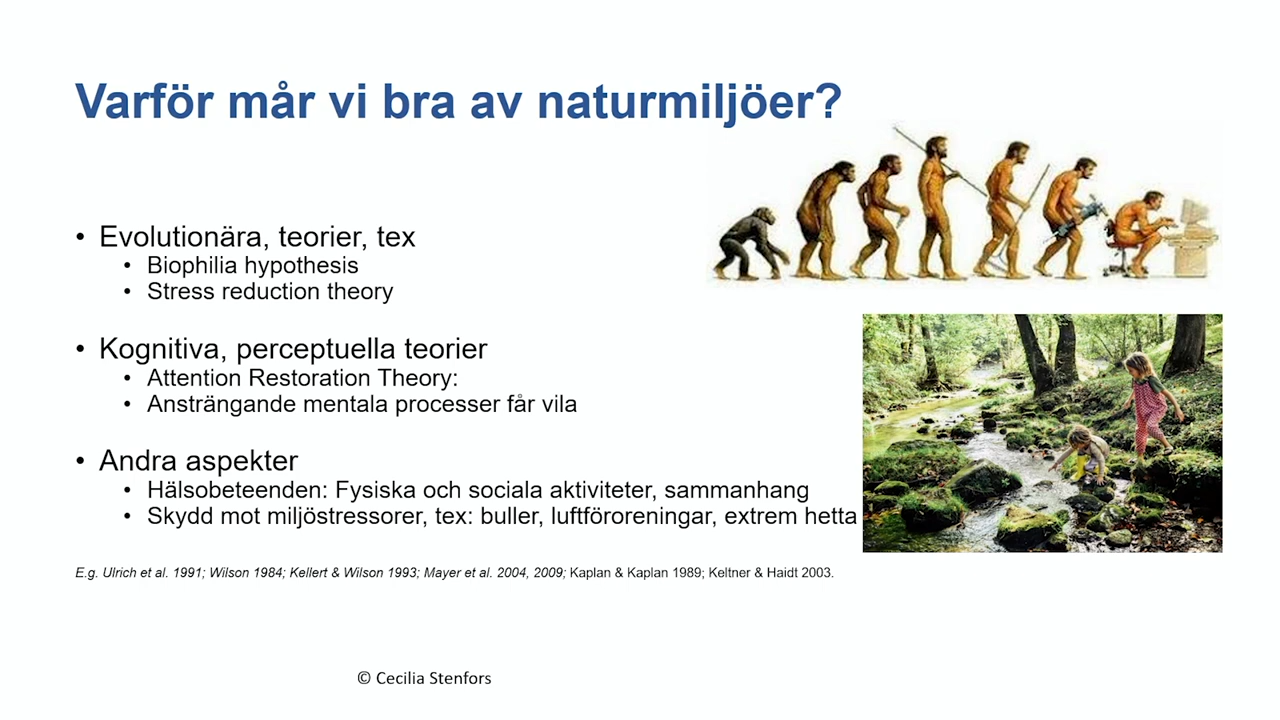 Varför mår vi bra av naturmiljöer?
• Evolutionära, teorier, tex
• Biophilia hypothesis
• Stress reduction theory
• Kognitiva, perceptuella teorier
• Attention Restoration Theory:
• Ansträngande mentala processer får vila
• Andra aspekter
• Hälsobeteenden: Fysiska och sociala aktiviteter, sammanhang
• Skydd mot miljöstressorer, tex: buller, luftföroreningar, extrem hetta
E.g. Ulrich et al. 1991; Wilson 1984; Kellert & Wilson 1993; Mayer et al. 2004, 2009; Kaplan & Kaplan 1989; Keltner & Haidt 2003.
© Cecilia Stenfors